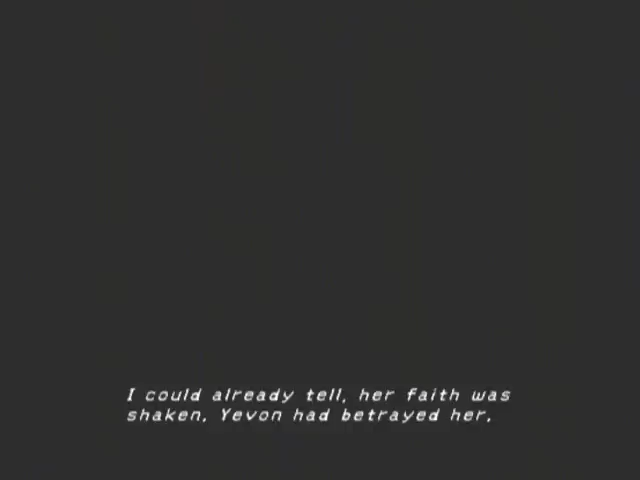 I could already tell, her faith was
shaken. Yevon had betrayed her.